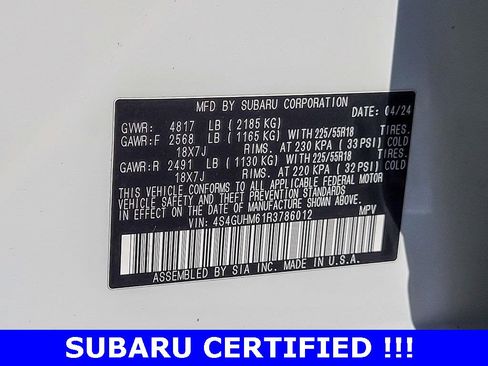 MFD BY SUBARU CORPORATION
DATE: 04/24
GVWR: 4817 LB (2185 KG)
GAWR:F 2568 LB (1165 KG) WITH 225/55R18 TIRES.
18X7J RIMS. AT 230 KPA (33 PSI) COLD
GAWR:R 2491 LB (1130 KG) WITH 225/55R18 TIRES.
18X7J RIMS. AT 220 KPA (32 PSI) COLD
THIS VEHICLE CONFORMS TO ALL APPLICABLE FEDERAL MOTOR
VEHICLE SAFETY AND THEFT PREVENTION STANDARDS IN EFFECT
ON THE DATE OF MANUFACTURE SHOWN ABOVE.
VIN: 4S4GUHM61R3786012 MPV
ASSEMBLED BY SIA INC. MADE IN U.S.A.
SUBARU CERTIFIED !!!